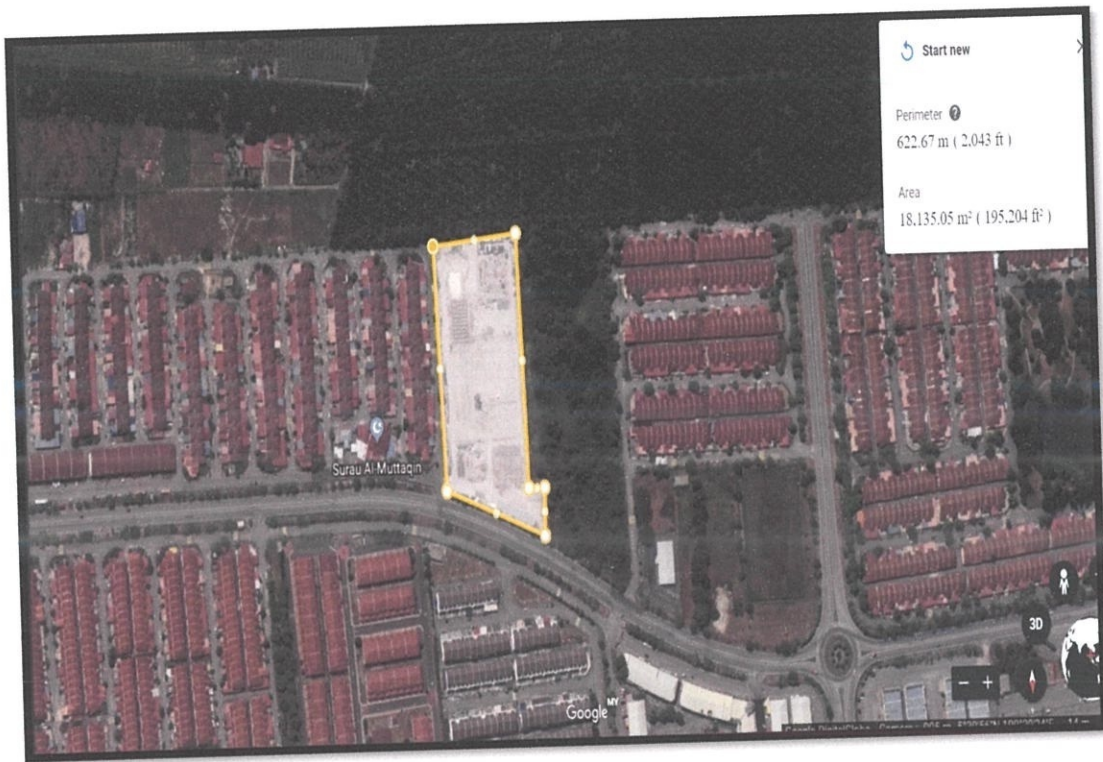 Start new
Perimeter
622.67 m ( 2,043 ft )
Area
18,135.05 m² ( 195,204 ft² )
Surau Al-Muttaqin
MY
Google
3D